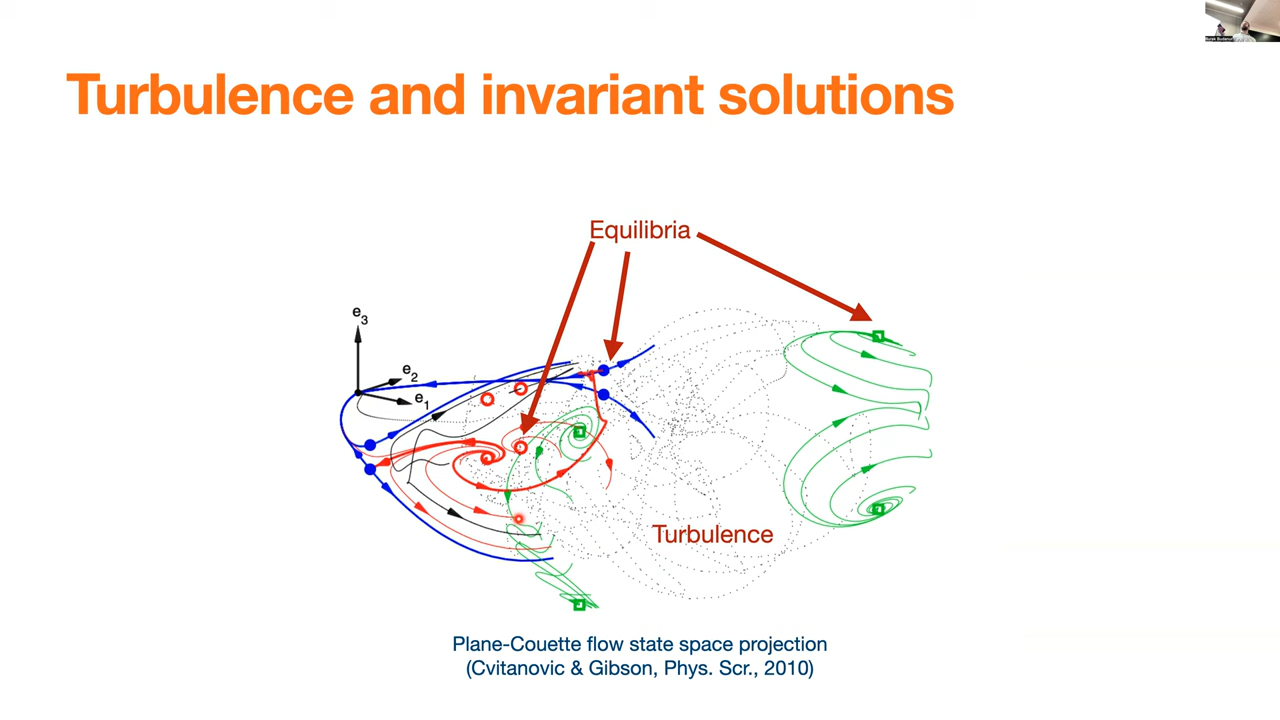 Turbulence and invariant solutions
Equilibria
e3
e2
e1
Turbulence
Plane-Couette flow state space projection
(Cvitanovic & Gibson, Phys. Scr., 2010)